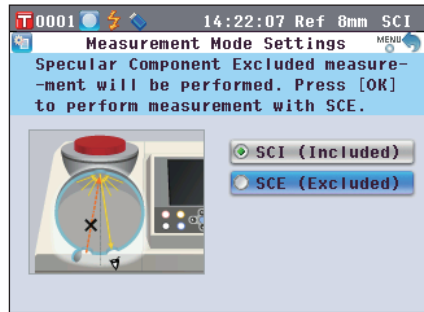 T 0001 14:22:07 Ref 8mm SCI
Measurement Mode Settings MENU
Specular Component Excluded measure-
-ment will be performed. Press [OK]
to perform measurement with SCE.
SCI (Included)
SCE (Excluded)